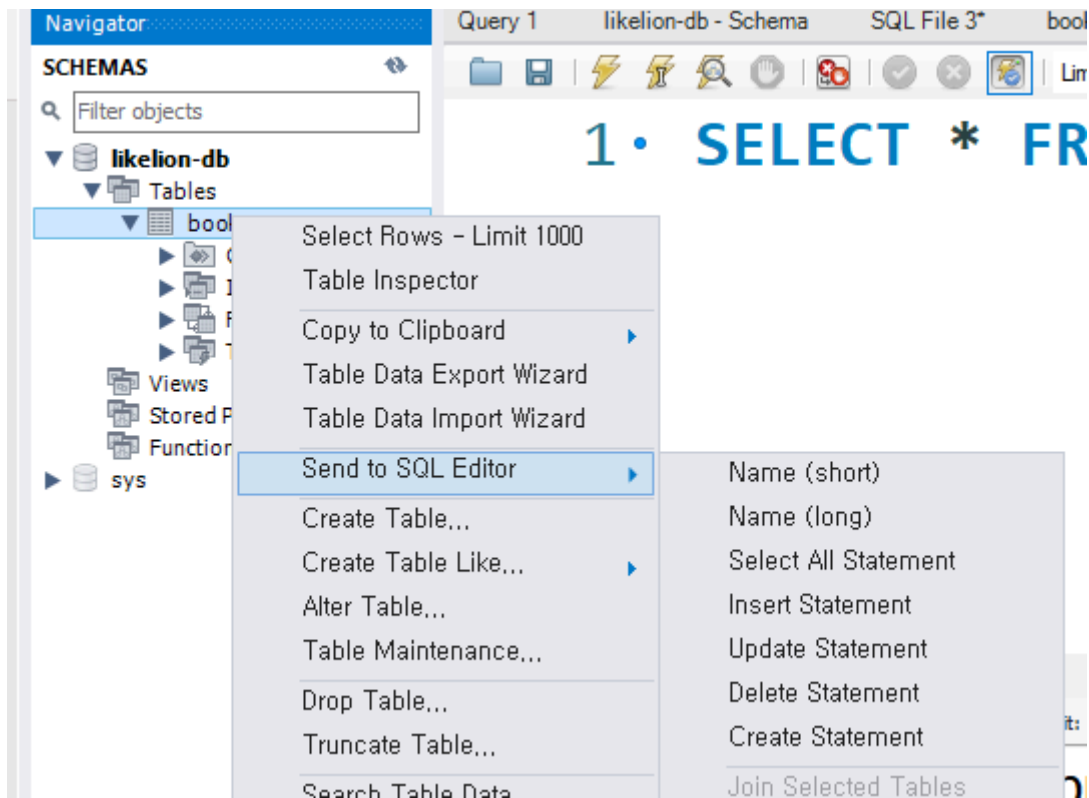 Navigator
Query 1
likelion-db - Schema
SQL File 3*
SCHEMAS
Filter objects
1
SELECT * FR
likelion-db
Tables
Views
Stored P
Function
sys
Select Rows - Limit 1000
Table Inspector
Copy to Clipboard
Table Data Export Wizard
Table Data Import Wizard
Send to SQL Editor
Create Table...
Create Table Like...
Alter Table...
Table Maintenance...
Drop Table...
Truncate Table...
Search Table Data
Name (short)
Name (long)
Select All Statement
Insert Statement
Update Statement
Delete Statement
Create Statement
Join Selected Tables